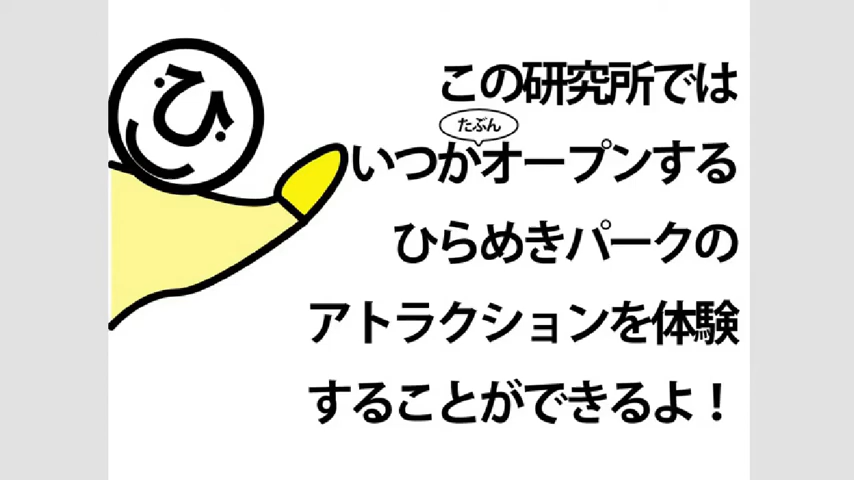 ひ
この研究所では
たぶん
いつかオープンする
ひらめきパークの
アトラクションを体験
することができるよ！